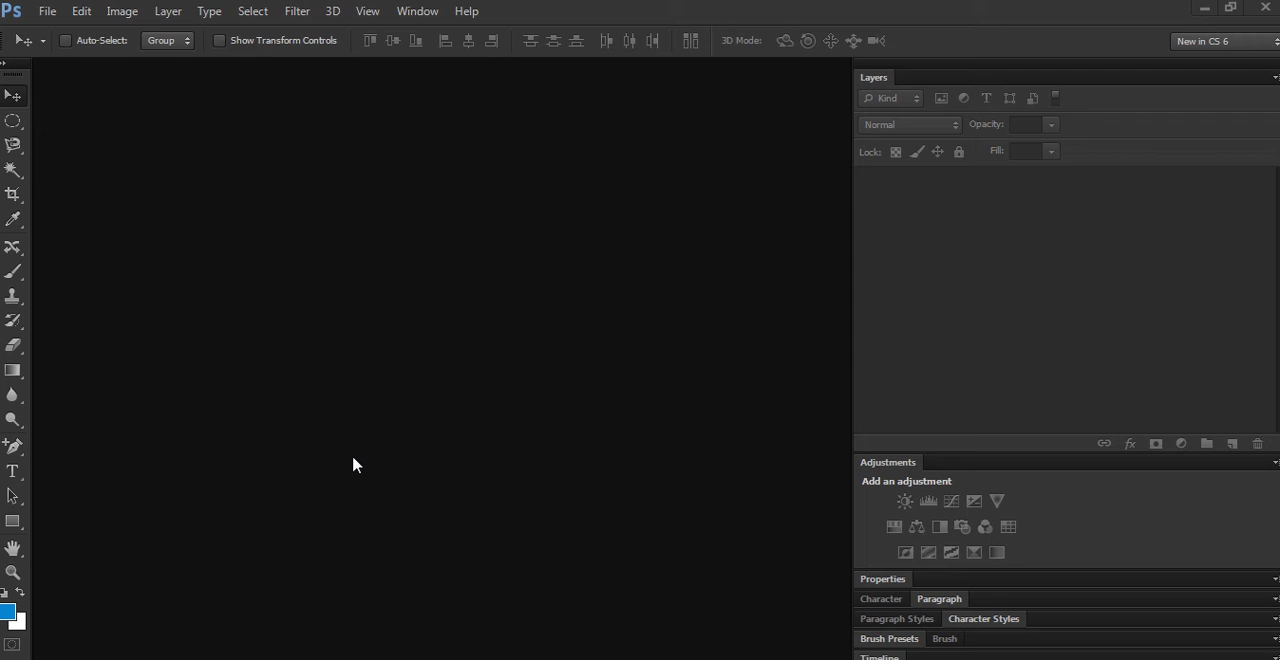 Ps File Edit Image Layer Type Select Filter 3D View Window Help
Auto-Select: Group Show Transform Controls 3D Mode: New in CS 6
Layers
Kind
Normal Opacity:
Lock: Fill:
Adjustments
Add an adjustment
Properties
Character Paragraph
Paragraph Styles Character Styles
Brush Presets Brush
Timeline